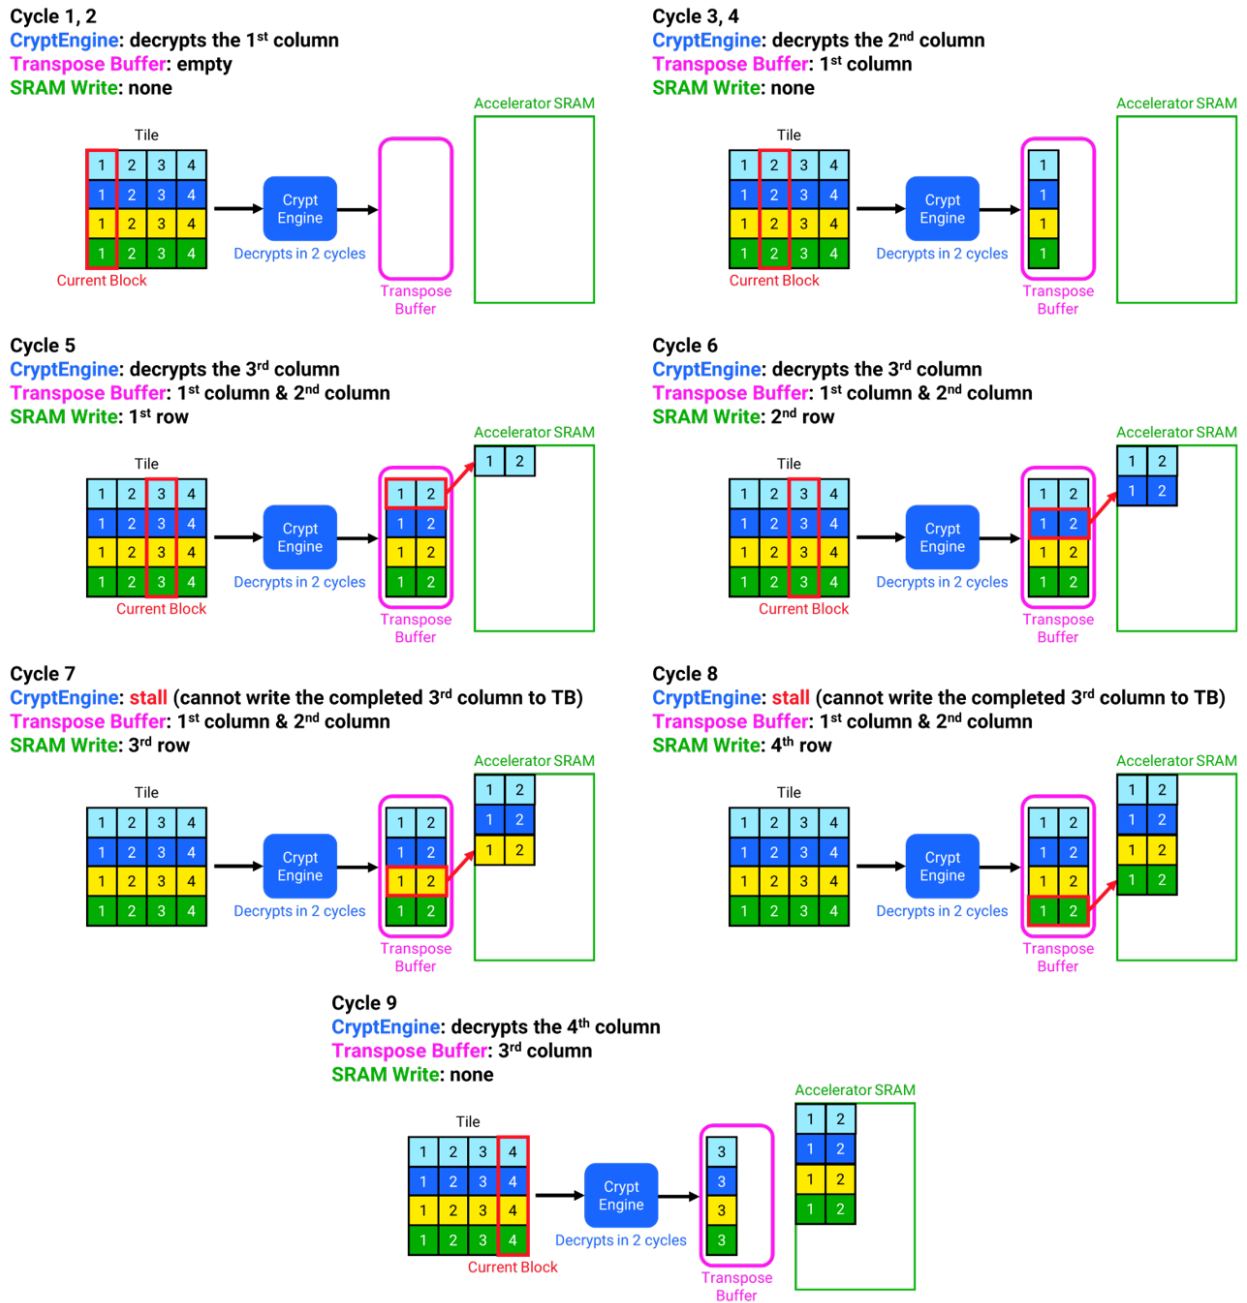 Cycle 1, 2
CryptEngine: decrypts the 1st column
Transpose Buffer: empty
SRAM Write: none
Accelerator SRAM
Tile
1 2 3 4
1 2 3 4
1 2 3 4
1 2 3 4
Crypt
Engine
Decrypts in 2 cycles
Current Block
Transpose
Buffer
Cycle 3, 4
CryptEngine: decrypts the 2nd column
Transpose Buffer: 1st column
SRAM Write: none
Accelerator SRAM
Tile
1 2 3 4 1
1 2 3 4 1
1 2 3 4 1
1 2 3 4 1
Crypt
Engine
Decrypts in 2 cycles
Current Block
Transpose
Buffer
Cycle 5
CryptEngine: decrypts the 3rd column
Transpose Buffer: 1st column & 2nd column
SRAM Write: 1st row
Accelerator SRAM
1 2
Tile
1 2 3 4 1 2
1 2 3 4 1 2
1 2 3 4 1 2
1 2 3 4 1 2
Crypt
Engine
Decrypts in 2 cycles
Current Block
Transpose
Buffer
Cycle 6
CryptEngine: decrypts the 3rd column
Transpose Buffer: 1st column & 2nd column
SRAM Write: 2nd row
Accelerator SRAM
1 2
1 2
Tile
1 2 3 4 1 2
1 2 3 4 1 2
1 2 3 4 1 2
1 2 3 4 1 2
Crypt
Engine
Decrypts in 2 cycles
Current Block
Transpose
Buffer
Cycle 7
CryptEngine: stall (cannot write the completed 3rd column to TB)
Transpose Buffer: 1st column & 2nd column
SRAM Write: 3rd row
Accelerator SRAM
1 2
1 2
1 2
Tile
1 2 3 4 1 2
1 2 3 4 1 2
1 2 3 4 1 2
1 2 3 4 1 2
Crypt
Engine
Decrypts in 2 cycles
Transpose
Buffer
Cycle 8
CryptEngine: stall (cannot write the completed 3rd column to TB)
Transpose Buffer: 1st column & 2nd column
SRAM Write: 4th row
Accelerator SRAM
1 2
1 2
1 2
1 2
Tile
1 2 3 4 1 2
1 2 3 4 1 2
1 2 3 4 1 2
1 2 3 4 1 2
Crypt
Engine
Decrypts in 2 cycles
Transpose
Buffer
Cycle 9
CryptEngine: decrypts the 4th column
Transpose Buffer: 3rd column
SRAM Write: none
Accelerator SRAM
1 2
1 2
1 2
1 2
Tile
1 2 3 4 3
1 2 3 4 3
1 2 3 4 3
1 2 3 4 3
Crypt
Engine
Decrypts in 2 cycles
Current Block
Transpose
Buffer